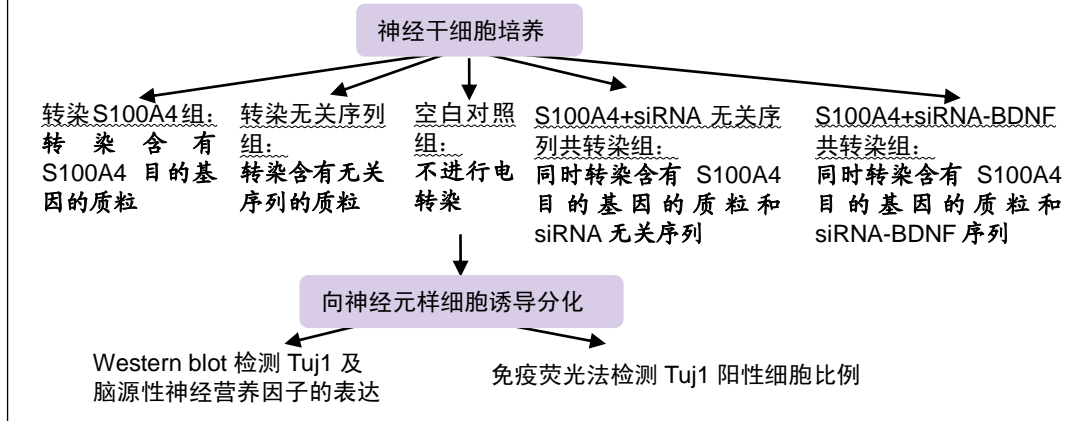 神经干细胞培养
转染S100A4组：
转染含有
S100A4 目的基
因的质粒
转染无关序列
组：
转染含有无关
序列的质粒
空白对照
组：
不进行电
转染
S100A4+siRNA 无关序
列共转染组：
同时转染含有 S100A4
目的基因的质粒和
siRNA 无关序列
S100A4+siRNA-BDNF
共转染组：
同时转染含有 S100A4
目的基因的质粒和
siRNA-BDNF 序列
向神经元样细胞诱导分化
Western blot 检测 Tuj1 及
脑源性神经营养因子的表达
免疫荧光法检测 Tuj1 阳性细胞比例